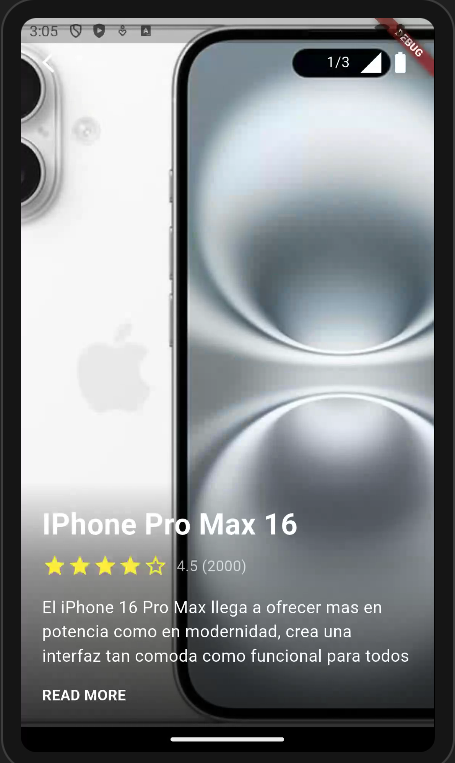 3:05
DEBUG
1/3
IPhone Pro Max 16
4.5 (2000)
El iPhone 16 Pro Max llega a ofrecer mas en
potencia como en modernidad, crea una
interfaz tan comoda como funcional para todos
READ MORE